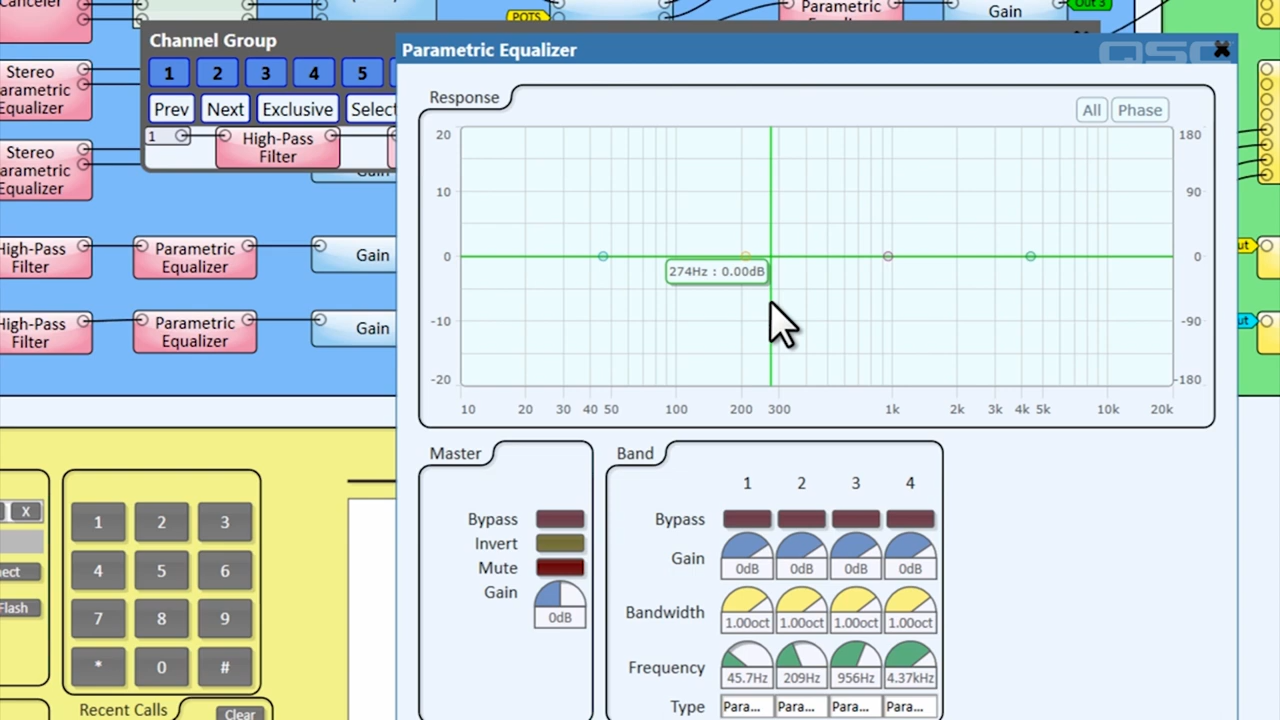 Canceler
POTS
Parametric
Equalizer
Gain
Out 3
Stereo
Parametric
Equalizer
Stereo
Parametric
Equalizer
Channel Group
1 2 3 4 5
Prev Next Exclusive Select
1
High-Pass
Filter
Gain
High-Pass
Filter
Parametric
Equalizer
Gain
High-Pass
Filter
Parametric
Equalizer
Gain
Parametric Equalizer
QSC
Response
All Phase
20 180
10 90
0 0
-10 -90
-20 -180
274Hz : 0.00dB
10 20 30 40 50 100 200 300 1k 2k 3k 4k 5k 10k 20k
Master
Bypass
Invert
Mute
Gain
0dB
Band
1 2 3 4
Bypass
Gain
0dB 0dB 0dB 0dB
Bandwidth
1.00oct 1.00oct 1.00oct 1.00oct
Frequency
45.7Hz 209Hz 956Hz 4.37kHz
Type Para... Para... Para... Para...
X
nect
Flash
1 2 3
4 5 6
7 8 9
* 0 #
Recent Calls
Clear
ut
ut